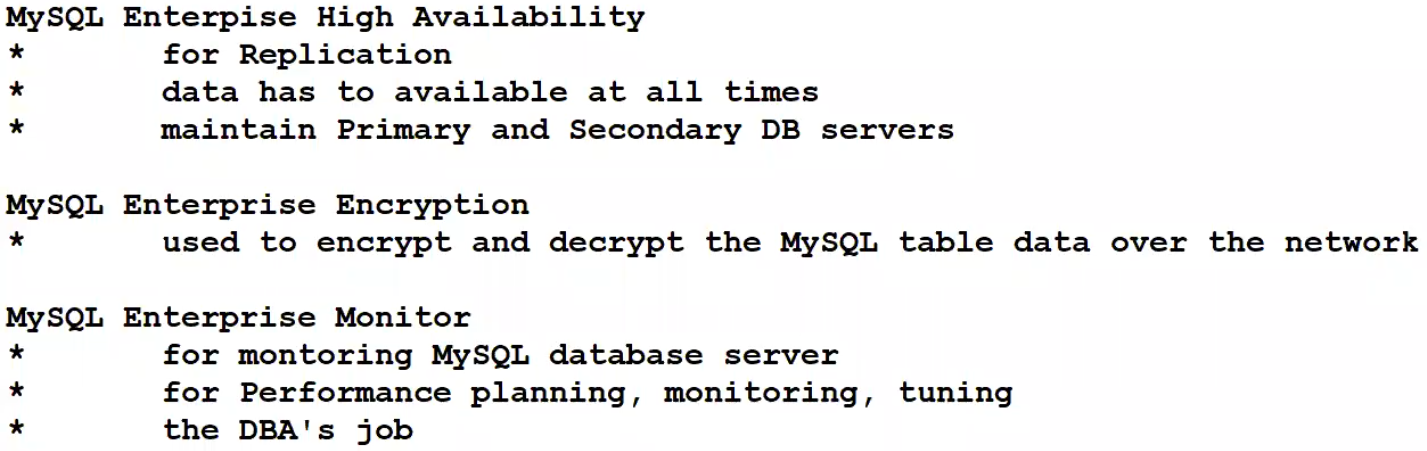 MySQL Enterpise High Availability
* for Replication
* data has to available at all times
* maintain Primary and Secondary DB servers
MySQL Enterprise Encryption
* used to encrypt and decrypt the MySQL table data over the network
MySQL Enterprise Monitor
* for montoring MySQL database server
* for Performance planning, monitoring, tuning
* the DBA's job